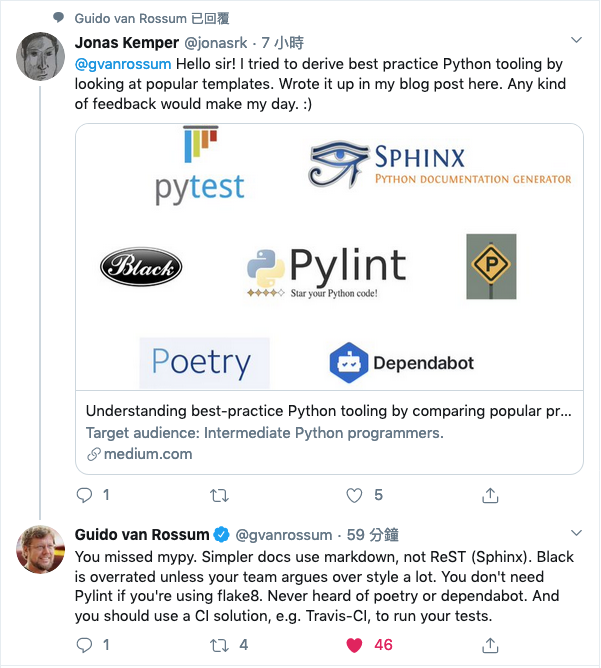 Guido van Rossum 已回覆
Jonas Kemper @jonasrk · 7 小時
@gvanrossum Hello sir! I tried to derive best practice Python tooling by
looking at popular templates. Wrote it up in my blog post here. Any kind
of feedback would make my day. :)
pytest
SPHINX
PYTHON DOCUMENTATION GENERATOR
Black
Pylint
Star your Python code!
P
Poetry
Dependabot
Understanding best-practice Python tooling by comparing popular pr...
Target audience: Intermediate Python programmers.
medium.com
1 5
Guido van Rossum @gvanrossum · 59 分鐘
You missed mypy. Simpler docs use markdown, not ReST (Sphinx). Black
is overrated unless your team argues over style a lot. You don't need
Pylint if you're using flake8. Never heard of poetry or dependabot. And
you should use a CI solution, e.g. Travis-CI, to run your tests.
1 4 46